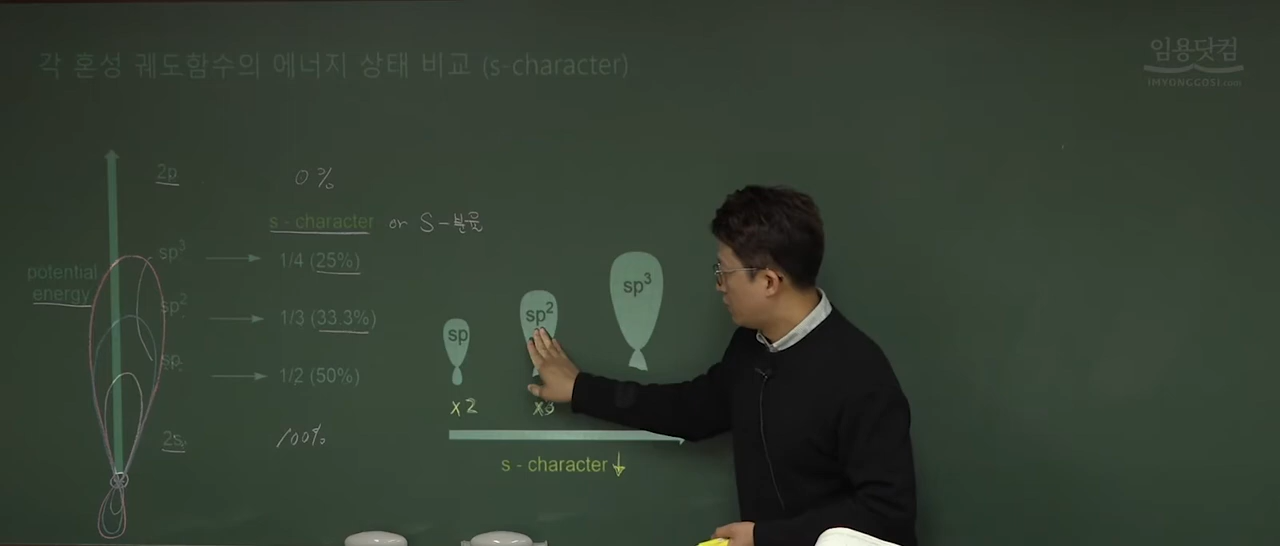 각 혼성 궤도함수의 에너지 상태 비교 (s-character)
임용닷컴
iMYONGGOSI.com
2p
0%
s - character or S-분율
sp³
1/4 (25%)
potential
energy
sp²
1/3 (33.3%)
sp
1/2 (50%)
2s
100%
sp
sp²
sp³
x2
x3
s - character ↓